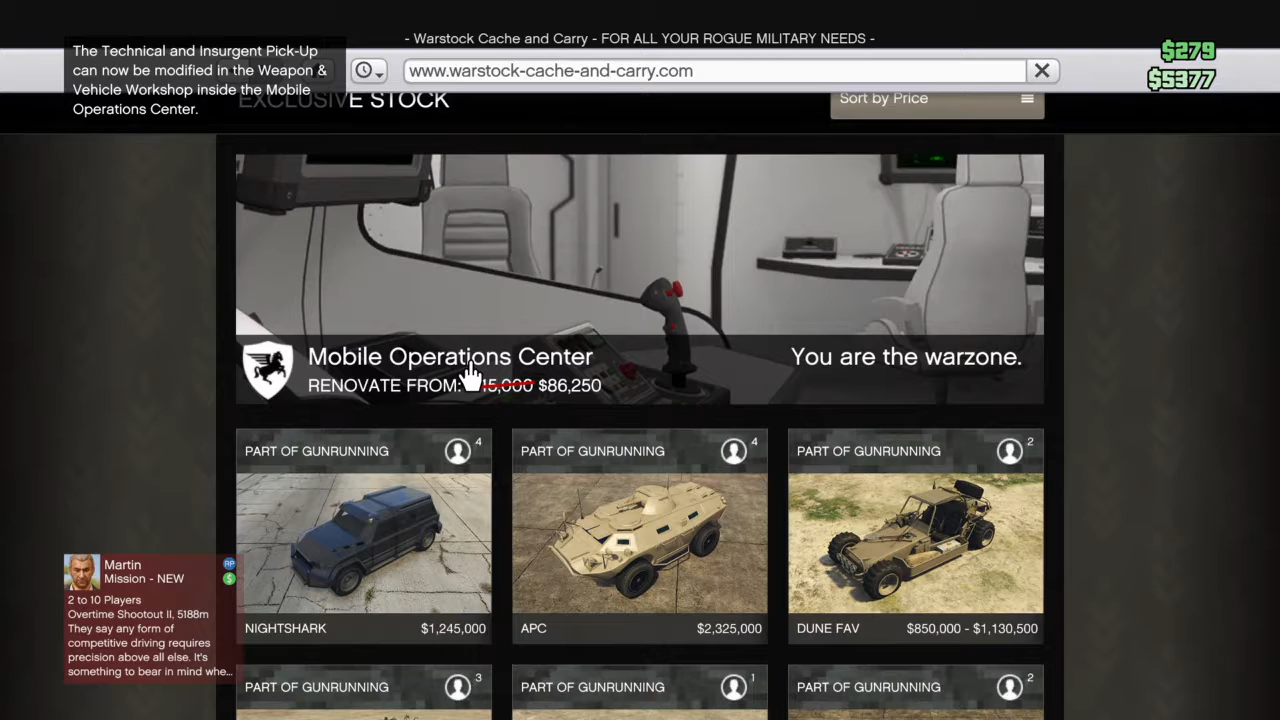 - Warstock Cache and Carry - FOR ALL YOUR ROGUE MILITARY NEEDS -
The Technical and Insurgent Pick-Up
can now be modified in the Weapon &
Vehicle Workshop inside the Mobile
Operations Center.
www.warstock-cache-and-carry.com
$279
$5377
EXCLUSIVE STOCK
Sort by Price
Mobile Operations Center
You are the warzone.
RENOVATE FROM: 15,000 $86,250
PART OF GUNRUNNING 4
PART OF GUNRUNNING 4
PART OF GUNRUNNING 2
NIGHTSHARK $1,245,000
APC $2,325,000
DUNE FAV $850,000 - $1,130,500
Martin
Mission - NEW
RP
$
2 to 10 Players
Overtime Shootout II, 5188m
They say any form of
competitive driving requires
precision above all else. It's
something to bear in mind whe...
PART OF GUNRUNNING 3
PART OF GUNRUNNING 1
PART OF GUNRUNNING 2